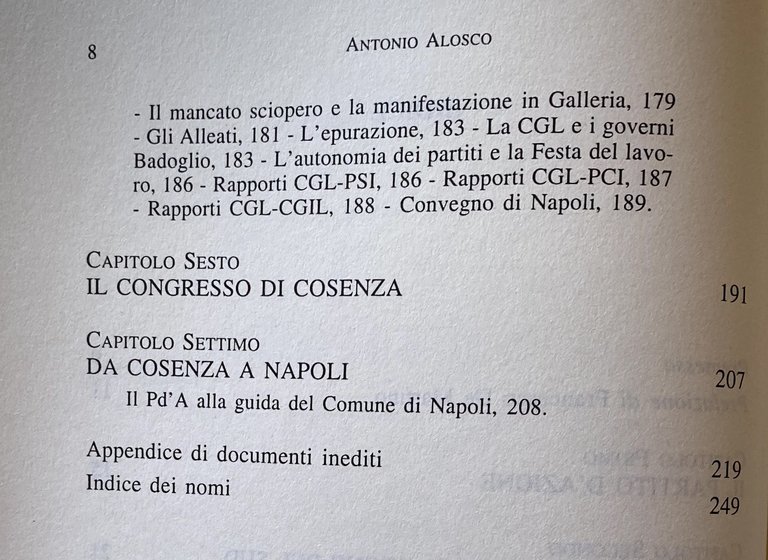 8 ANTONIO ALOSCO
- Il mancato sciopero e la manifestazione in Galleria, 179
- Gli Alleati, 181 - L'epurazione, 183 - La CGL e i governi
Badoglio, 183 - L'autonomia dei partiti e la Festa del lavo-
ro, 186 - Rapporti CGL-PSI, 186 - Rapporti CGL-PCI, 187
- Rapporti CGL-CGIL, 188 - Convegno di Napoli, 189.
CAPITOLO SESTO
IL CONGRESSO DI COSENZA 191
CAPITOLO SETTIMO
DA COSENZA A NAPOLI 207
Il Pd'A alla guida del Comune di Napoli, 208.
Appendice di documenti inediti 219
Indice dei nomi 249